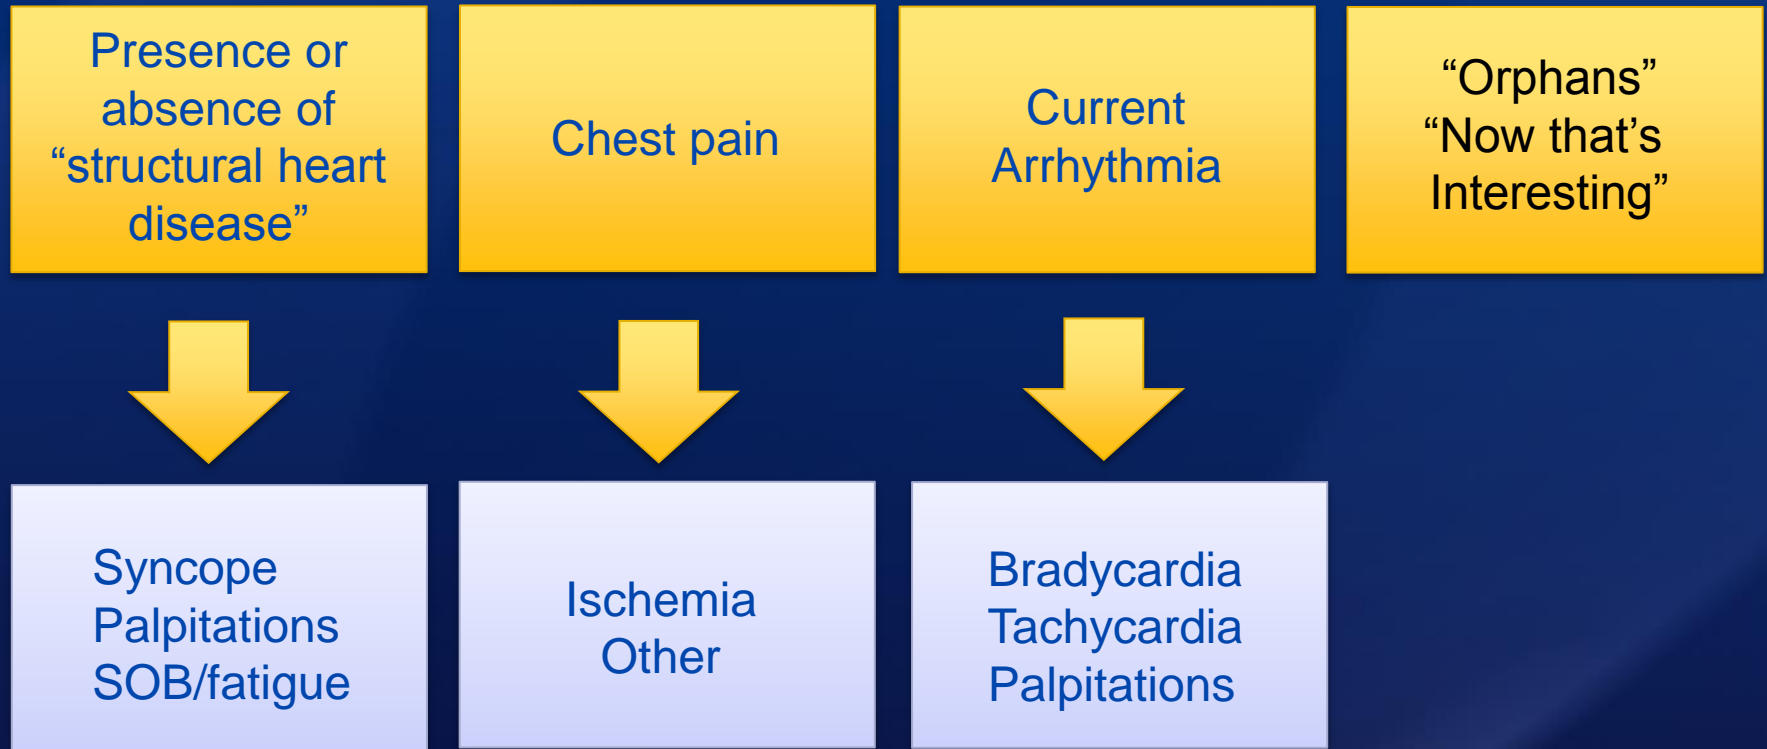 Presence or
absence of
“structural heart
disease”
Chest pain
Current
Arrhythmia
“Orphans”
“Now that’s
Interesting”
Syncope
Palpitations
SOB/fatigue
Ischemia
Other
Bradycardia
Tachycardia
Palpitations